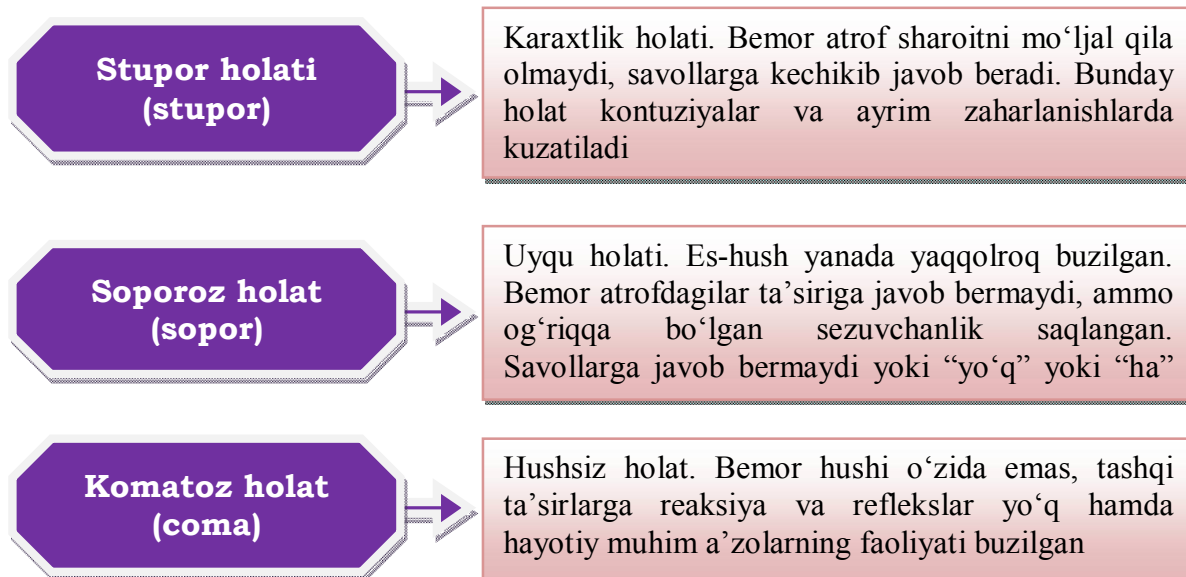 Stupor holati
(stupor)
Karaxtlik holati. Bemor atrof sharoitni mo‘ljal qila
olmaydi, savollarga kechikib javob beradi. Bunday
holat kontuziyalar va ayrim zaharlanishlarda
kuzatiladi
Soporoz holat
(sopor)
Uyqu holati. Es-hush yanada yaqqolroq buzilgan.
Bemor atrofdagilar ta’siriga javob bermaydi, ammo
og‘riqqa bo‘lgan sezuvchanlik saqlangan.
Savollarga javob bermaydi yoki “yo‘q” yoki “ha”
Komatoz holat
(coma)
Hushsiz holat. Bemor hushi o‘zida emas, tashqi
ta’sirlarga reaksiya va reflekslar yo‘q hamda
hayotiy muhim a’zolarning faoliyati buzilgan